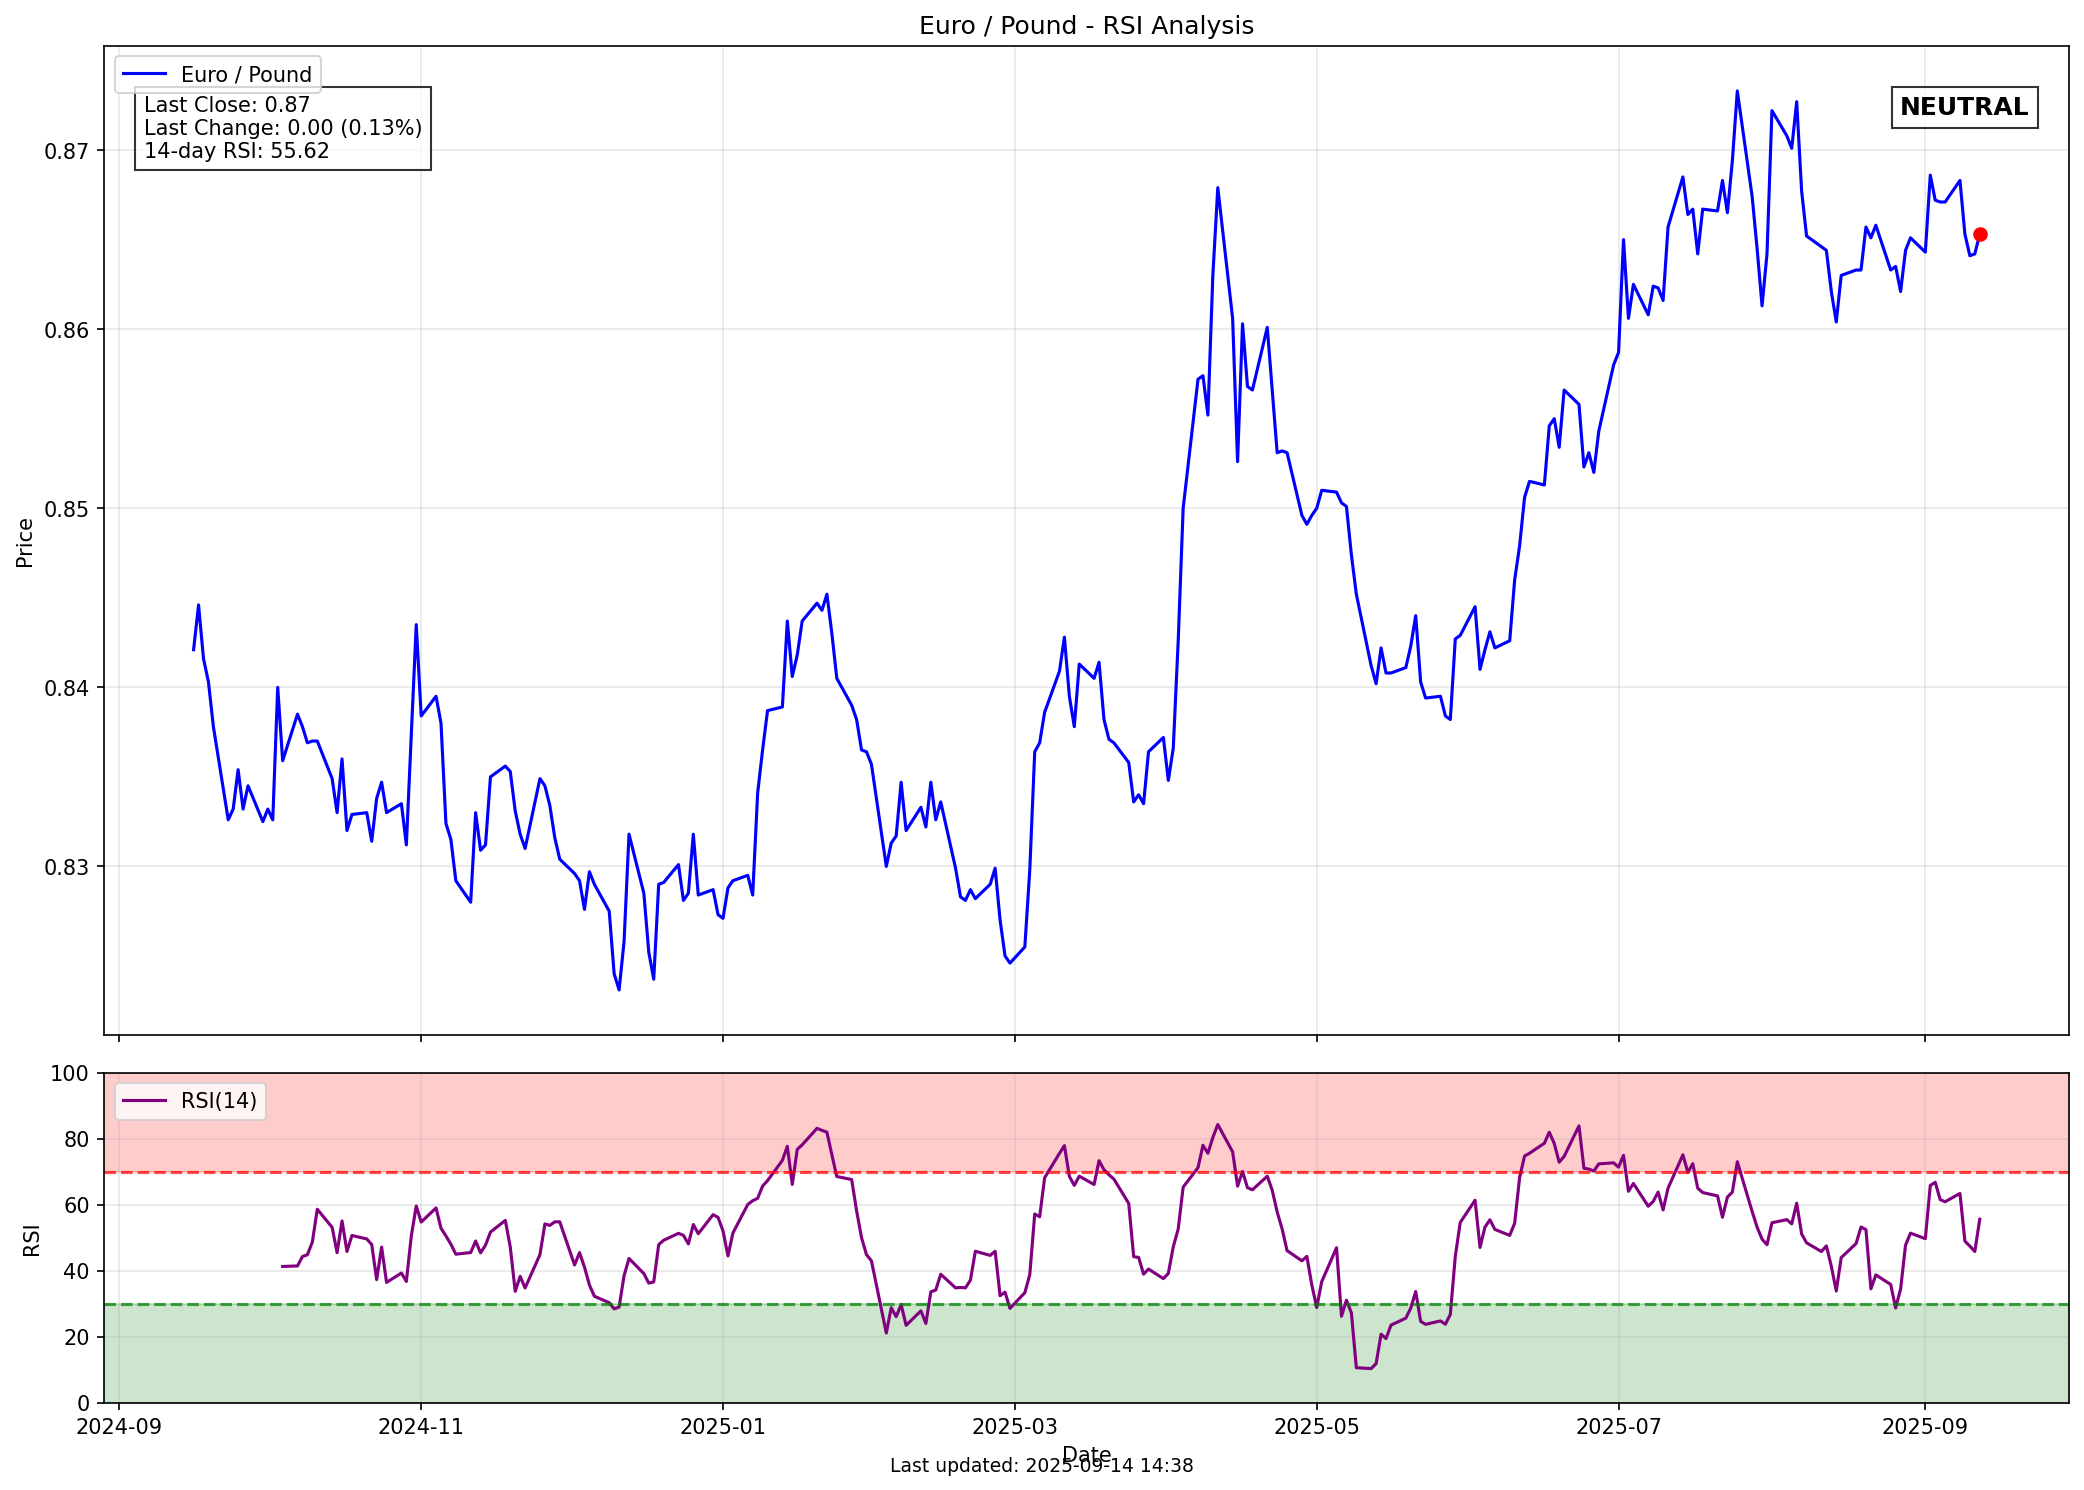 Euro / Pound - RSI Analysis
Euro / Pound
Last Close: 0.87
Last Change: 0.00 (0.13%)
14-day RSI: 55.62
NEUTRAL
Price
0.87
0.86
0.85
0.84
0.83
RSI(14)
RSI
100
80
60
40
20
0
2024-09
2024-11
2025-01
2025-03
2025-05
2025-07
2025-09
Date
Last updated: 2025-09-14 14:38